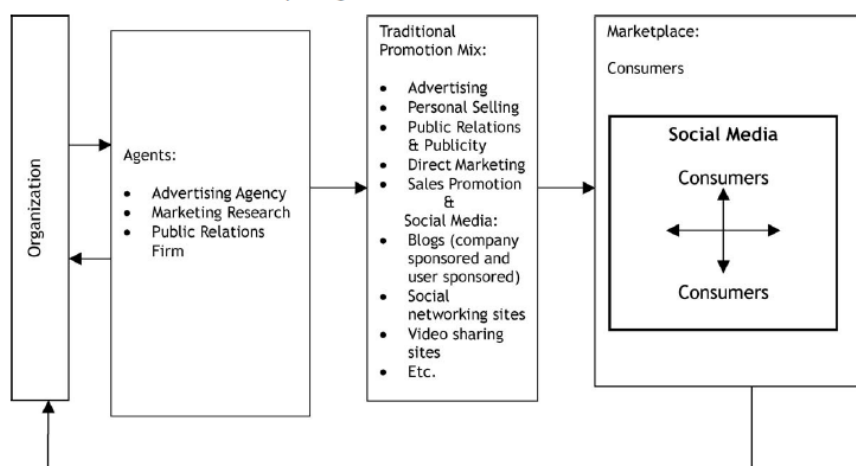 Organization
Agents:
• Advertising Agency
• Marketing Research
• Public Relations
Firm
Traditional
Promotion Mix:
• Advertising
• Personal Selling
• Public Relations
& Publicity
• Direct Marketing
• Sales Promotion
&
Social Media:
• Blogs (company
sponsored and
user sponsored)
• Social
networking sites
• Video sharing
sites
• Etc.
Marketplace:
Consumers
Social Media
Consumers
Consumers